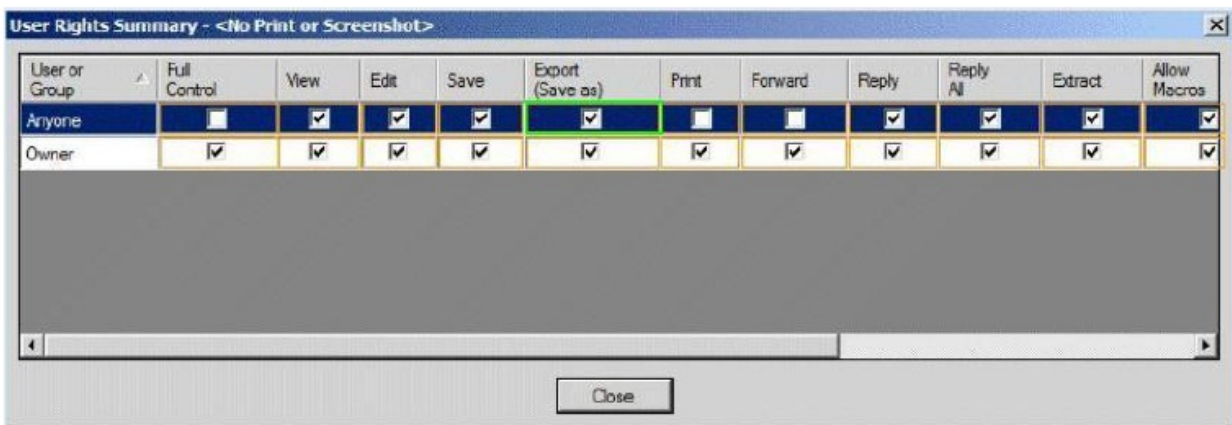 User Rights Summary - <No Print or Screenshot>
User or Group Full Control View Edit Save Export (Save as) Print Forward Reply Reply All Extract Allow Macros
Anyone
Owner
Close